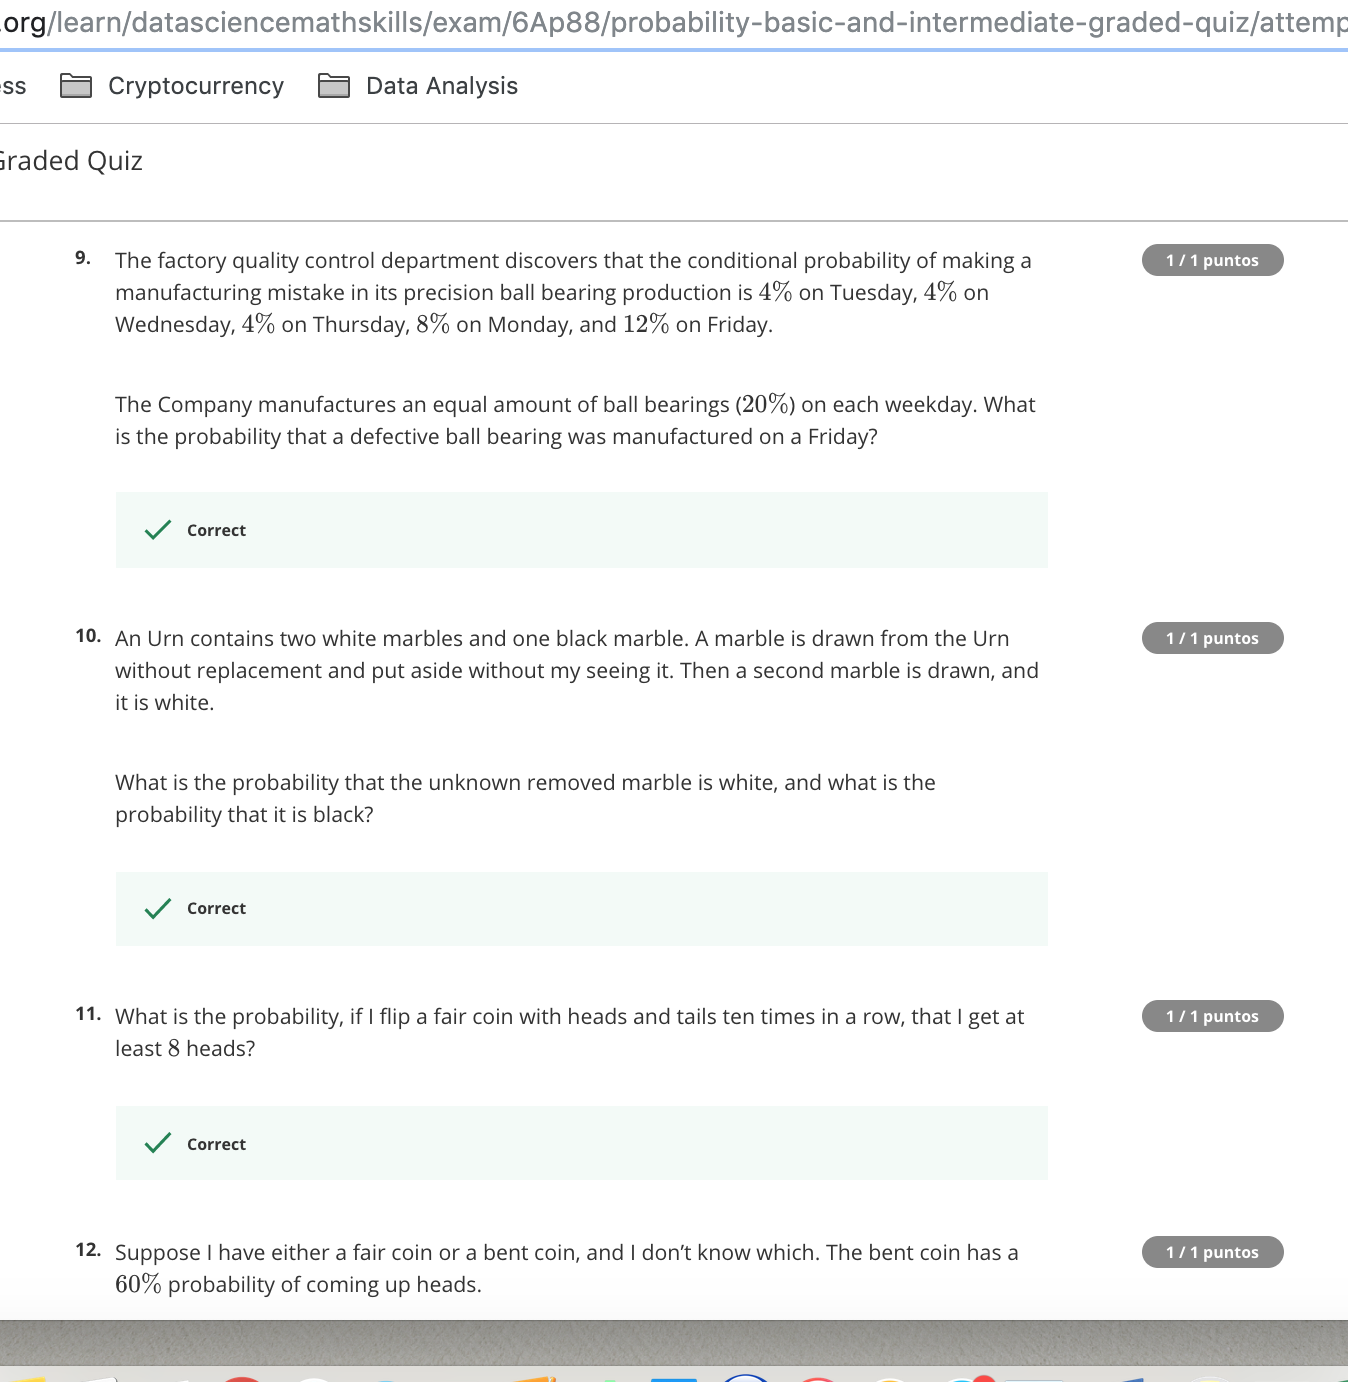 .org/learn/datasciencemathskills/exam/6Ap88/probability-basic-and-intermediate-graded-quiz/attemp
ess Cryptocurrency Data Analysis
Graded Quiz
9. The factory quality control department discovers that the conditional probability of making a 1 / 1 puntos
manufacturing mistake in its precision ball bearing production is 4% on Tuesday, 4% on
Wednesday, 4% on Thursday, 8% on Monday, and 12% on Friday.
The Company manufactures an equal amount of ball bearings (20%) on each weekday. What
is the probability that a defective ball bearing was manufactured on a Friday?
Correct
10. An Urn contains two white marbles and one black marble. A marble is drawn from the Urn 1 / 1 puntos
without replacement and put aside without my seeing it. Then a second marble is drawn, and
it is white.
What is the probability that the unknown removed marble is white, and what is the
probability that it is black?
Correct
11. What is the probability, if I flip a fair coin with heads and tails ten times in a row, that I get at 1 / 1 puntos
least 8 heads?
Correct
12. Suppose I have either a fair coin or a bent coin, and I don’t know which. The bent coin has a 1 / 1 puntos
60% probability of coming up heads.